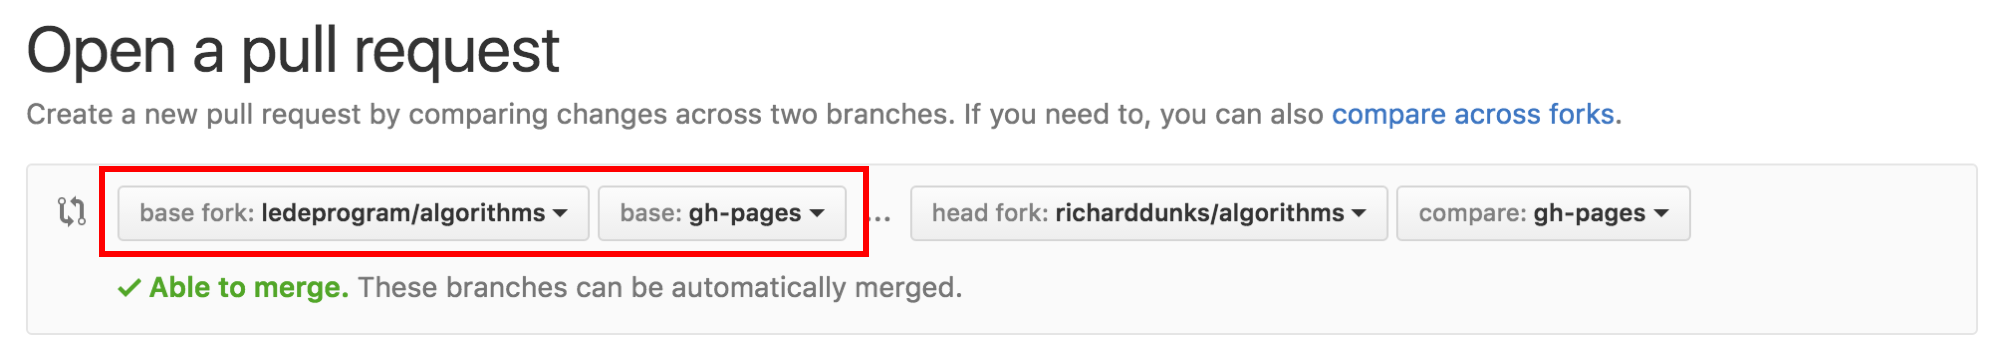 Open a pull request
Create a new pull request by comparing changes across two branches. If you need to, you can also compare across forks.
base fork: ledeprogram/algorithms base: gh-pages ... head fork: richarddunks/algorithms compare: gh-pages
Able to merge. These branches can be automatically merged.